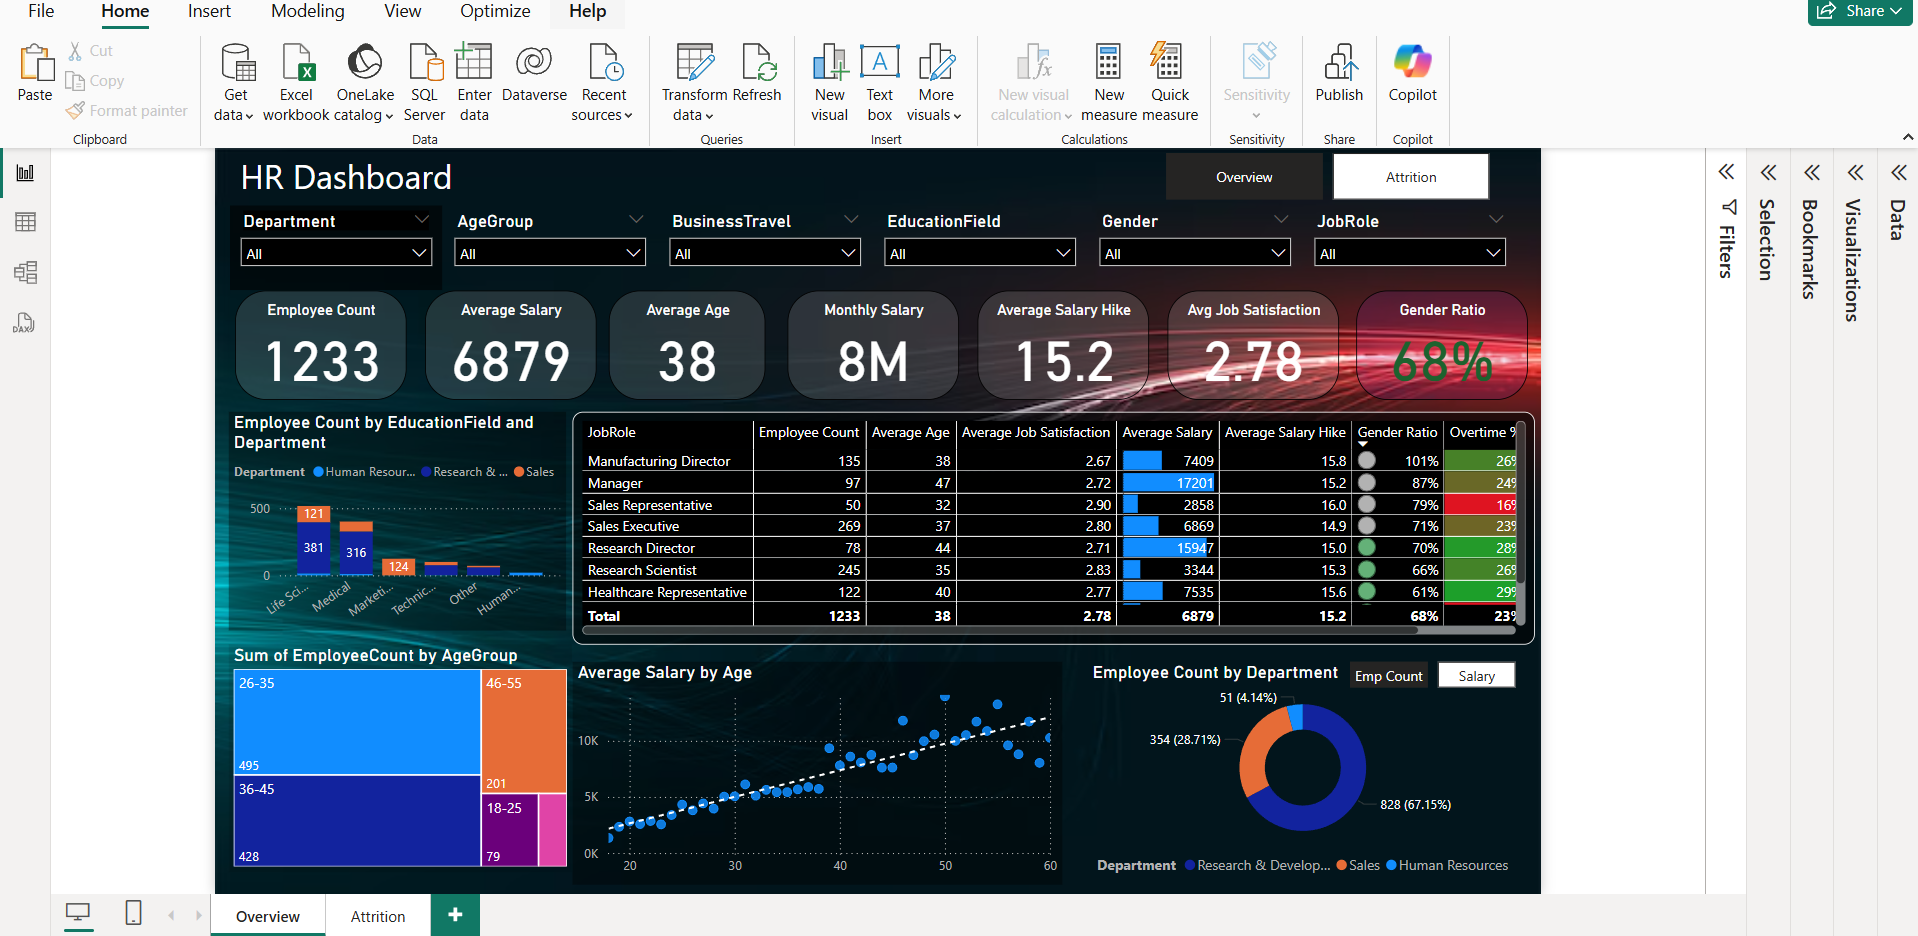 File Home Insert Modeling View Optimize Help
Share
Paste
Cut
Copy
Format painter
Get data
Excel workbook
OneLake catalog
SQL Server
Enter data
Dataverse
Recent sources
Transform data
Refresh
New visual
Text box
More visuals
New visual calculation
New measure
Quick measure
Sensitivity
Publish
Copilot
Clipboard Data Queries Insert Calculations Sensitivity Share Copilot
HR Dashboard
Overview Attrition
Department AgeGroup BusinessTravel EducationField Gender JobRole
All All All All All All
Employee Count Average Salary Average Age Monthly Salary Average Salary Hike Avg Job Satisfaction Gender Ratio
1233 6879 38 8M 15.2 2.78 68%
Employee Count by EducationField and
Department
Department Human Resour... Research & ... Sales
500
0
121
381
316
124
Life Sci... Medical Marketi... Technic... Other Human...
JobRole Employee Count Average Age Average Job Satisfaction Average Salary Average Salary Hike Gender Ratio Overtime %
Manufacturing Director 135 38 2.67 7409 15.8 101% 26%
Manager 97 47 2.72 17201 15.2 87% 24%
Sales Representative 50 32 2.90 2858 16.0 79% 16%
Sales Executive 269 37 2.80 6869 14.9 71% 23%
Research Director 78 44 2.71 15947 15.0 70% 28%
Research Scientist 245 35 2.83 3344 15.3 66% 26%
Healthcare Representative 122 40 2.77 7535 15.6 61% 29%
Total 1233 38 2.78 6879 15.2 68% 23%
Sum of EmployeeCount by AgeGroup
26-35
495
36-45
428
46-55
201
18-25
79
Average Salary by Age
10K
5K
0K
20 30 40 50 60
Employee Count by Department
Emp Count Salary
51 (4.14%)
354 (28.71%)
828 (67.15%)
Department Research & Develop... Sales Human Resources
Filters
Selection
Bookmarks
Visualizations
Data
DAX
Overview Attrition